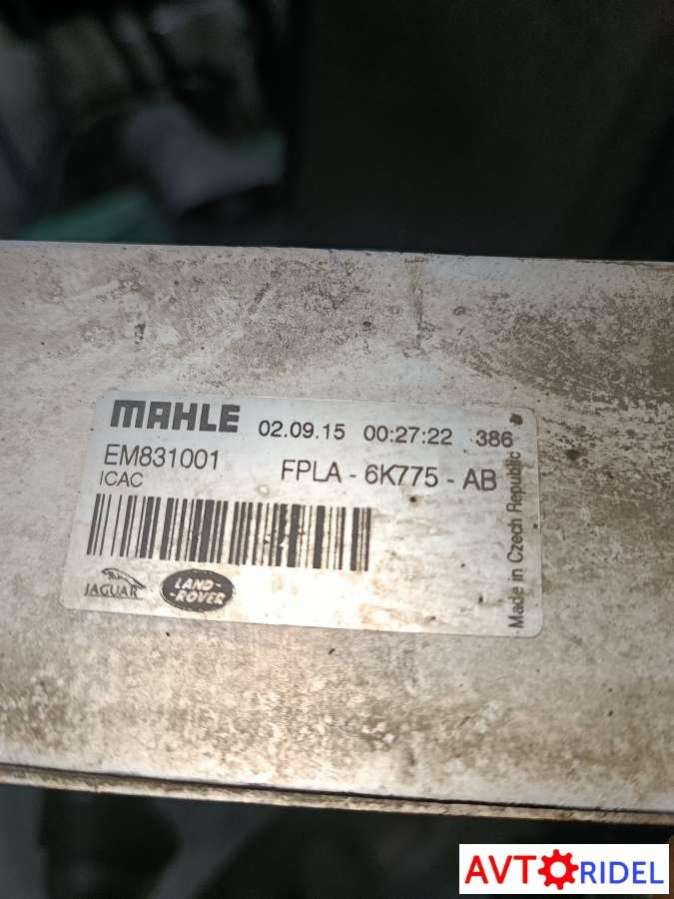 MAHLE 02.09.15 00:27:22 386
EM831001 FPLA - 6K775 - AB
ICAC
Made in Czech Republic
JAGUAR LAND-
-ROVER
AVTORIDEL